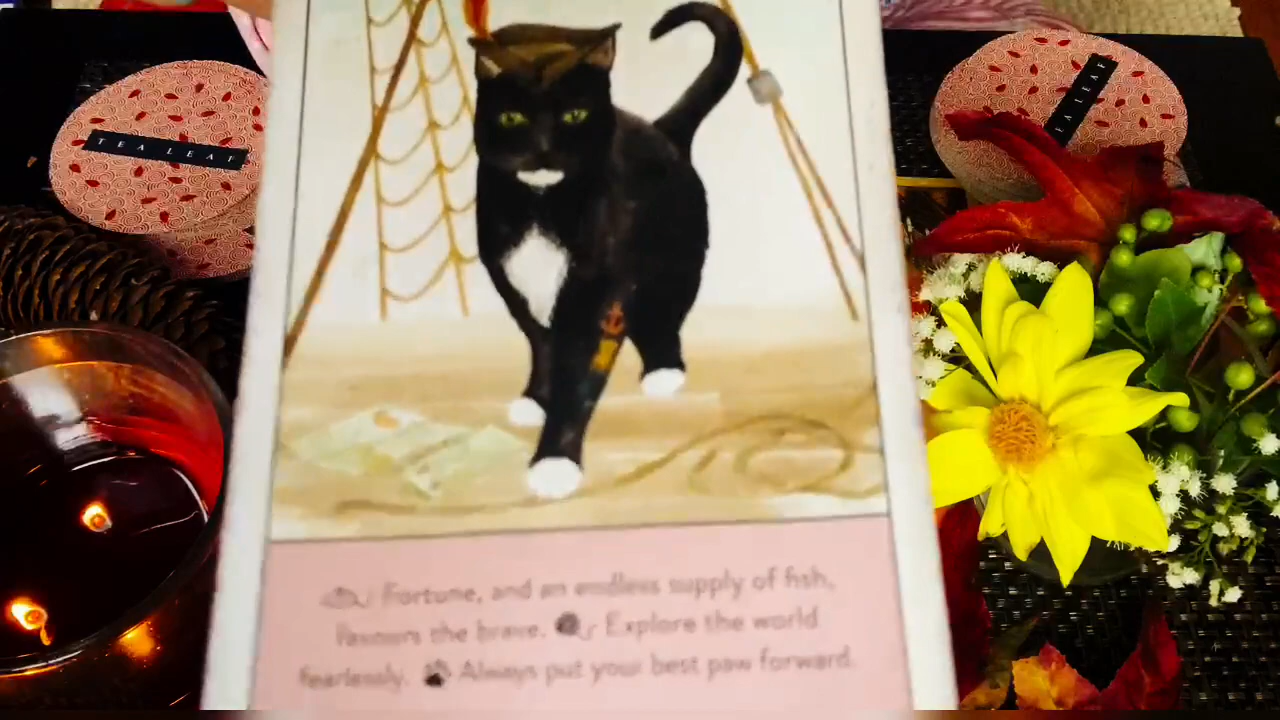 TEA LEAF
EA LEAF
Fortune, and an endless supply of fish,
favours the brave. Explore the world
fearlessly. Always put your best paw forward.